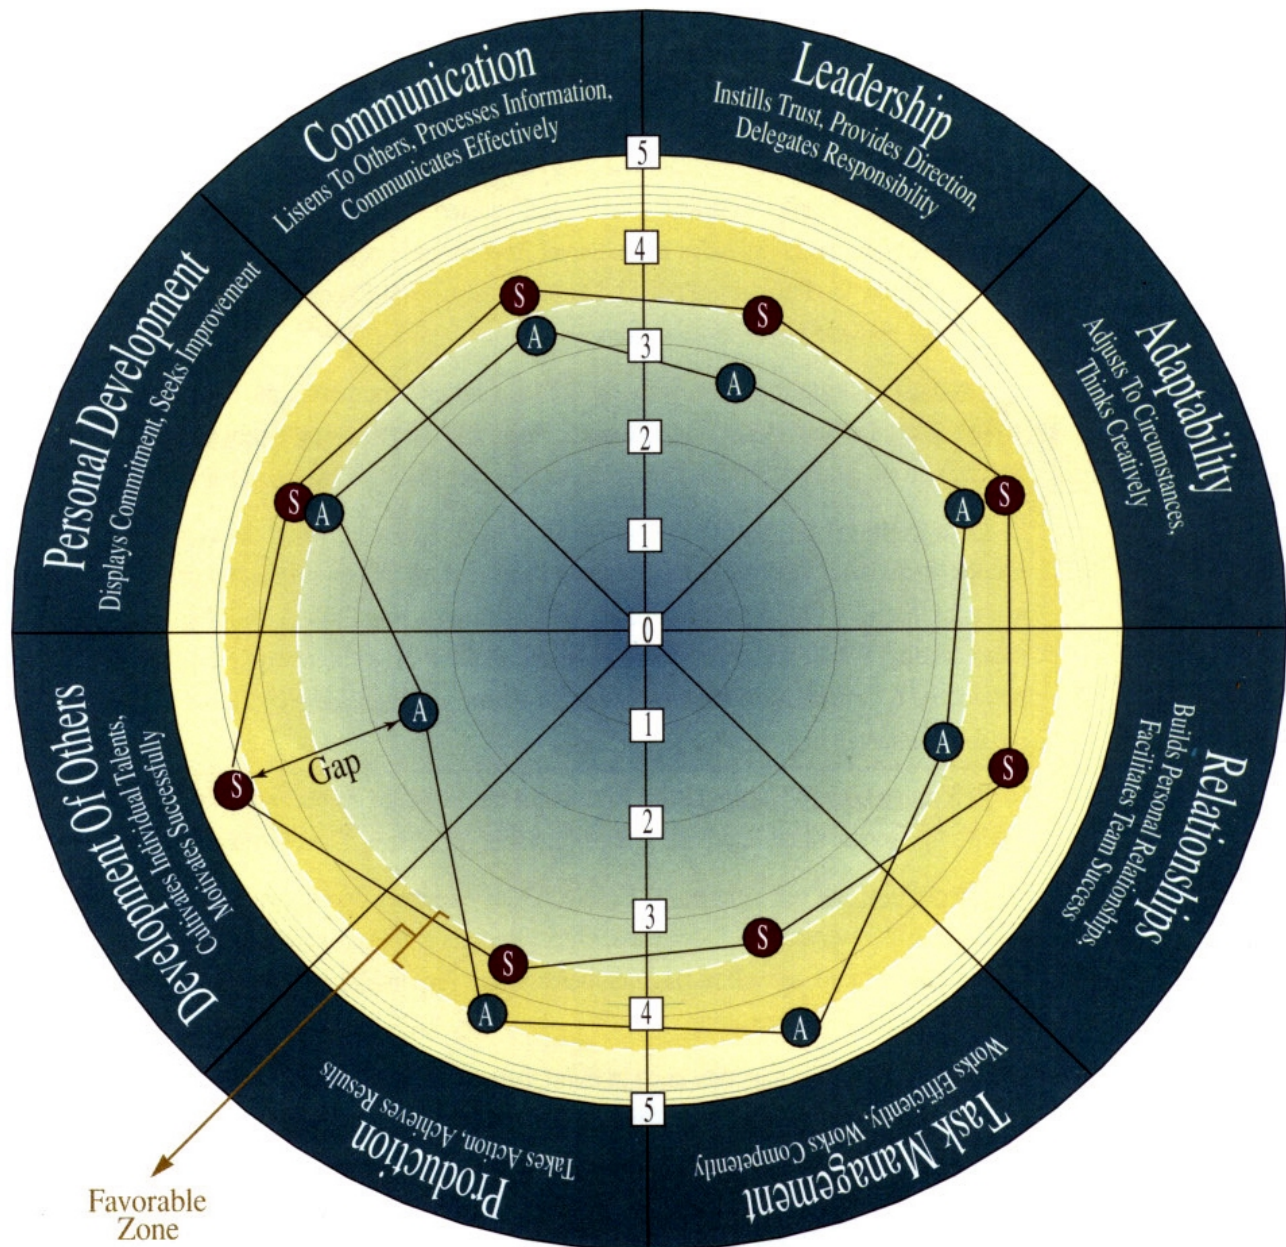 Communication
Listens To Others, Processes Information,
Communicates Effectively
Leadership
Instills Trust, Provides Direction,
Delegates Responsibility
Adaptability
Adjusts To Circumstances,
Thinks Creatively
Relationships
Builds Personal Relationships,
Facilitates Team Success
Task Management
Works Efficiently, Works Competently
Production
Takes Action, Achieves Results
Development Of Others
Cultivates Individual Talents,
Motivates Successfully
Personal Development
Displays Commitment, Seeks Improvement
5
4
S
S
3
A
A
2
S
A
A
S
1
0
A
1
A
S
Gap
S
2
3
S
S
4
A
A
5
Favorable
Zone